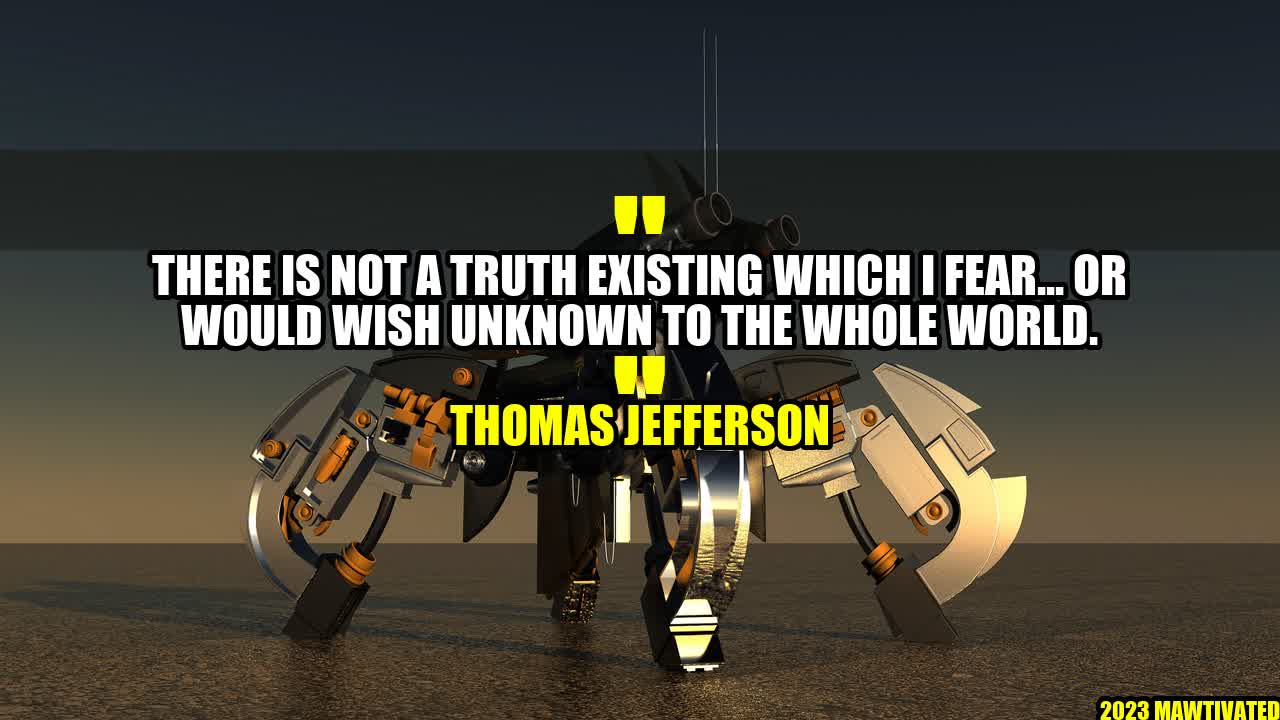 "
THERE IS NOT A TRUTH EXISTING WHICH I FEAR... OR
WOULD WISH UNKNOWN TO THE WHOLE WORLD.
"
THOMAS JEFFERSON
2023 MAWTIVATED